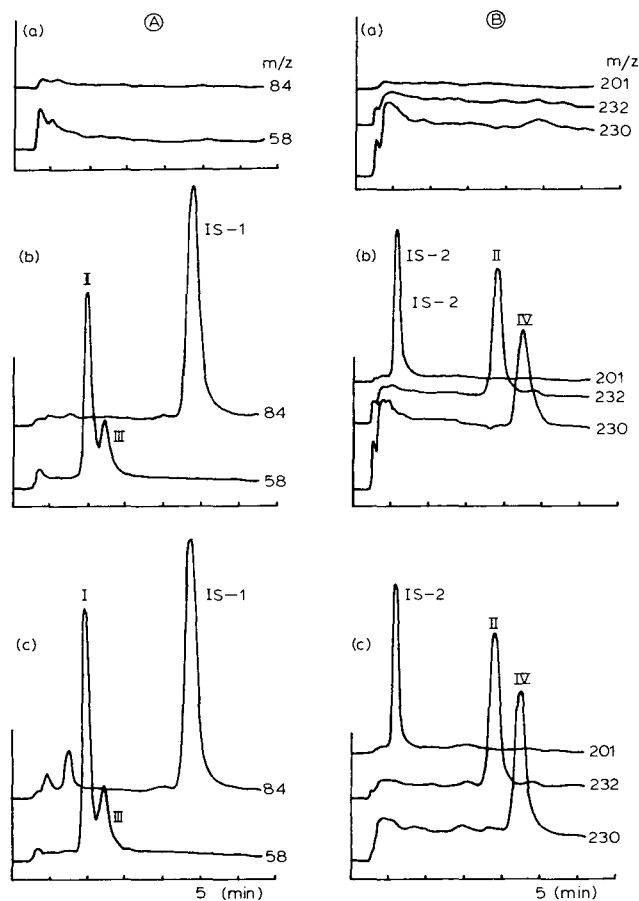 Ⓐ
(a)
m/z
84
58
(b)
I
III
IS-1
84
58
(c)
I
III
IS-1
84
58
5 (min)
Ⓑ
(a)
m/z
201
232
230
(b)
IS-2
IS-2
II
IV
201
232
230
(c)
IS-2
II
IV
201
232
230
5 (min)